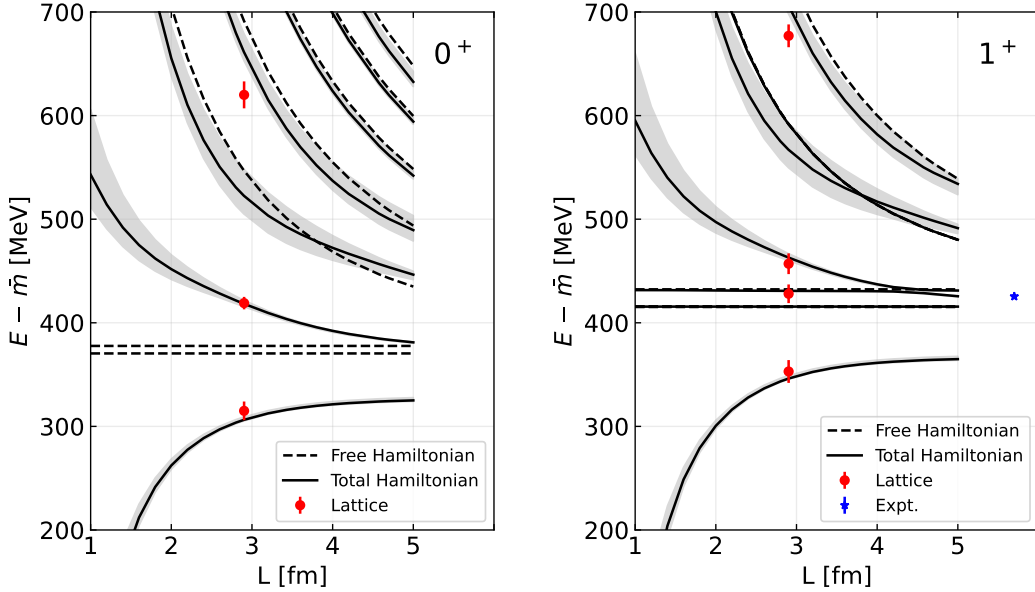 700
600
500
400
300
200
1 2 3 4 5
E − m̄ [MeV]
L [fm]
0⁺
Free Hamiltonian
Total Hamiltonian
Lattice
700
600
500
400
300
200
1 2 3 4 5
E − m̄ [MeV]
L [fm]
1⁺
Free Hamiltonian
Total Hamiltonian
Lattice
Expt.